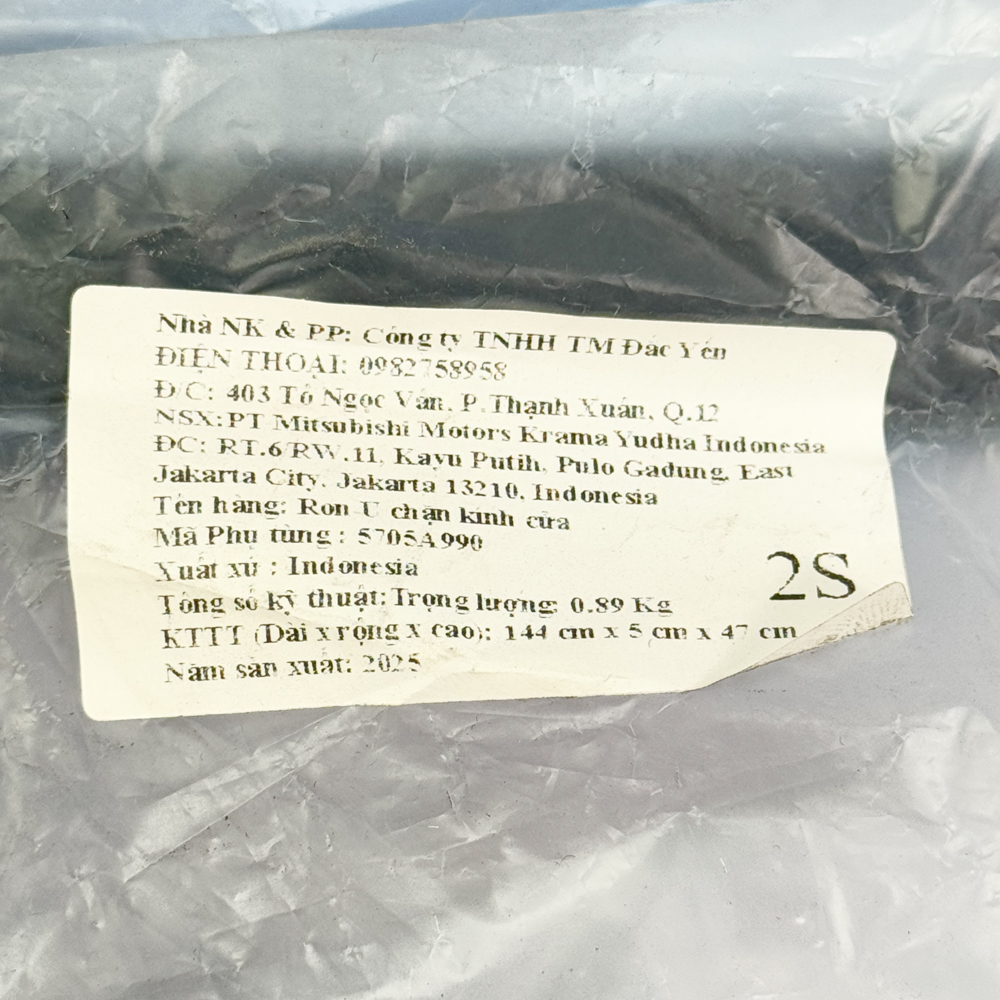 Nhà NK & PP: Công ty TNHH TM Đắc Yến
ĐIỆN THOẠI: 0982758958
Đ/C: 403 Tô Ngọc Vân, P.Thạnh Xuân, Q.12
NSX:PT Mitsubishi Motors Krama Yudha Indonesia
ĐC: RT.6/RW.11, Kayu Putih, Pulo Gadung, East
Jakarta City, Jakarta 13210, Indonesia
Tên hàng: Ron U chặn kính cửa
Mã Phụ tùng : 5705A990
Xuất xứ : Indonesia
2S
Tổng số kỹ thuật:Trọng lượng: 0.89 Kg
KTTT (Dài x rộng x cao): 144 cm x 5 cm x 47 cm
Năm sản xuất: 2025